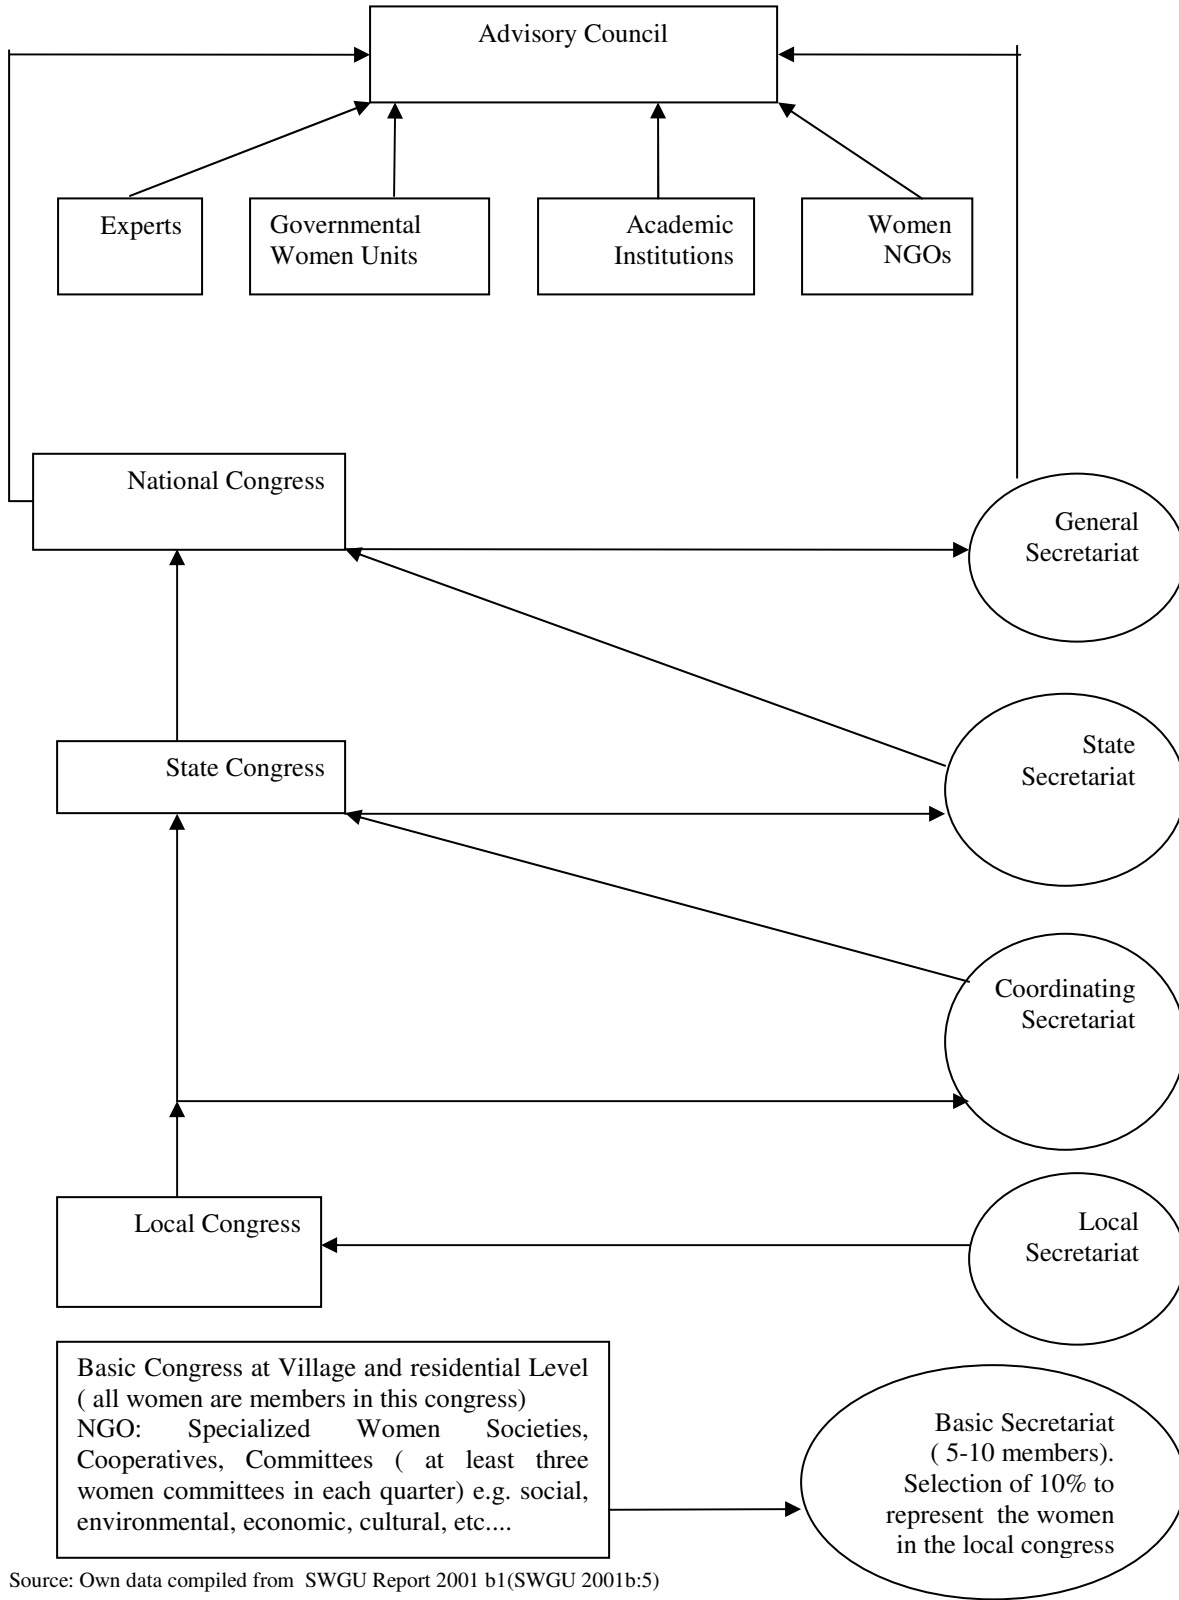 Advisory Council
Experts
Governmental
Women Units
Academic
Institutions
Women
NGOs
National Congress
General
Secretariat
State
Secretariat
State Congress
Coordinating
Secretariat
Local Congress
Local
Secretariat
Basic Congress at Village and residential Level
( all women are members in this congress)
NGO: Specialized Women Societies,
Cooperatives, Committees ( at least three
women committees in each quarter) e.g. social,
environmental, economic, cultural, etc....
Basic Secretariat
( 5-10 members).
Selection of 10% to
represent the women
in the local congress
Source: Own data compiled from SWGU Report 2001 b1(SWGU 2001b:5)